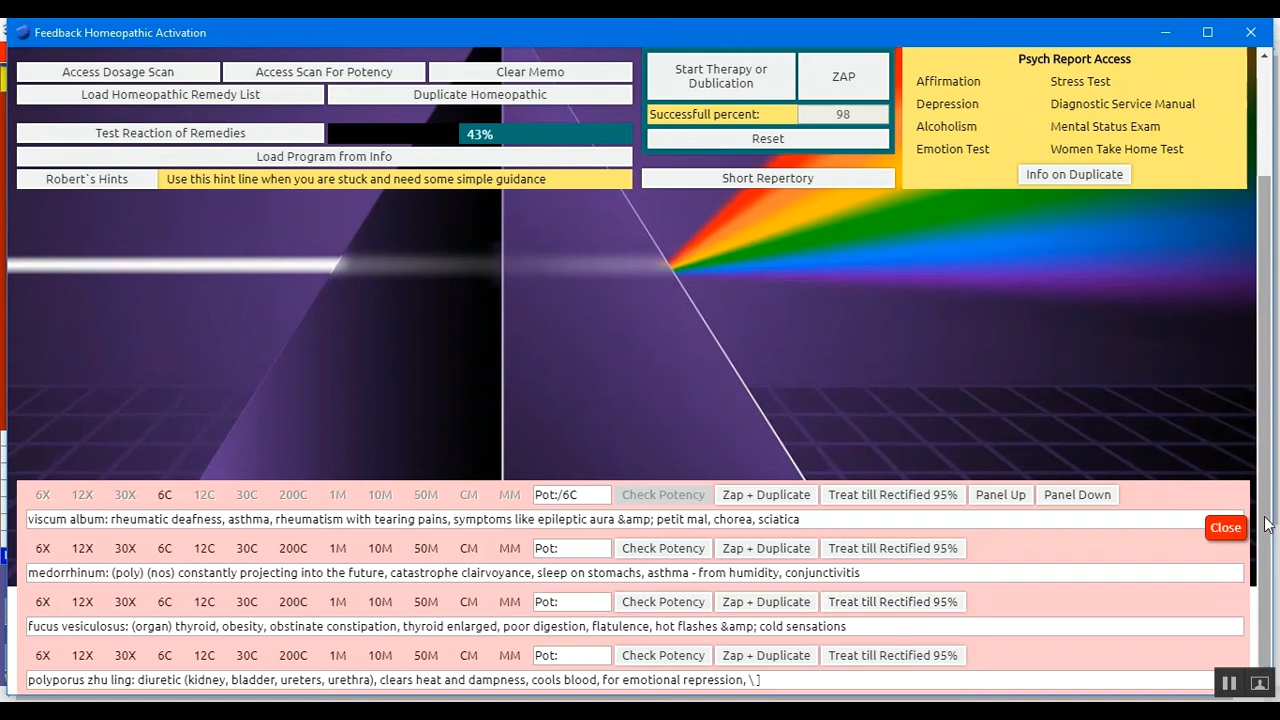 Feedback Homeopathic Activation
Access Dosage Scan Access Scan For Potency Clear Memo
Load Homeopathic Remedy List Duplicate Homeopathic
Test Reaction of Remedies 43%
Load Program from Info
Robert`s Hints Use this hint line when you are stuck and need some simple guidance
Start Therapy or Dublication ZAP
Successfull percent: 98
Reset
Short Repertory
Psych Report Access
Affirmation Stress Test
Depression Diagnostic Service Manual
Alcoholism Mental Status Exam
Emotion Test Women Take Home Test
Info on Duplicate
6X 12X 30X 6C 12C 30C 200C 1M 10M 50M CM MM Pot:/6C Check Potency Zap + Duplicate Treat till Rectified 95% Panel Up Panel Down
viscum album: rheumatic deafness, asthma, rheumatism with tearing pains, symptoms like epileptic aura &amp; petit mal, chorea, sciatica
Close
6X 12X 30X 6C 12C 30C 200C 1M 10M 50M CM MM Pot: Check Potency Zap + Duplicate Treat till Rectified 95%
medorrhinum: (poly) (nos) constantly projecting into the future, catastrophe clairvoyance, sleep on stomachs, asthma - from humidity, conjunctivitis
6X 12X 30X 6C 12C 30C 200C 1M 10M 50M CM MM Pot: Check Potency Zap + Duplicate Treat till Rectified 95%
fucus vesiculosus: (organ) thyroid, obesity, obstinate constipation, thyroid enlarged, poor digestion, flatulence, hot flashes &amp; cold sensations
6X 12X 30X 6C 12C 30C 200C 1M 10M 50M CM MM Pot: Check Potency Zap + Duplicate Treat till Rectified 95%
polyporus zhu ling: diuretic (kidney, bladder, ureters, urethra), clears heat and dampness, cools blood, for emotional repression, \ ]